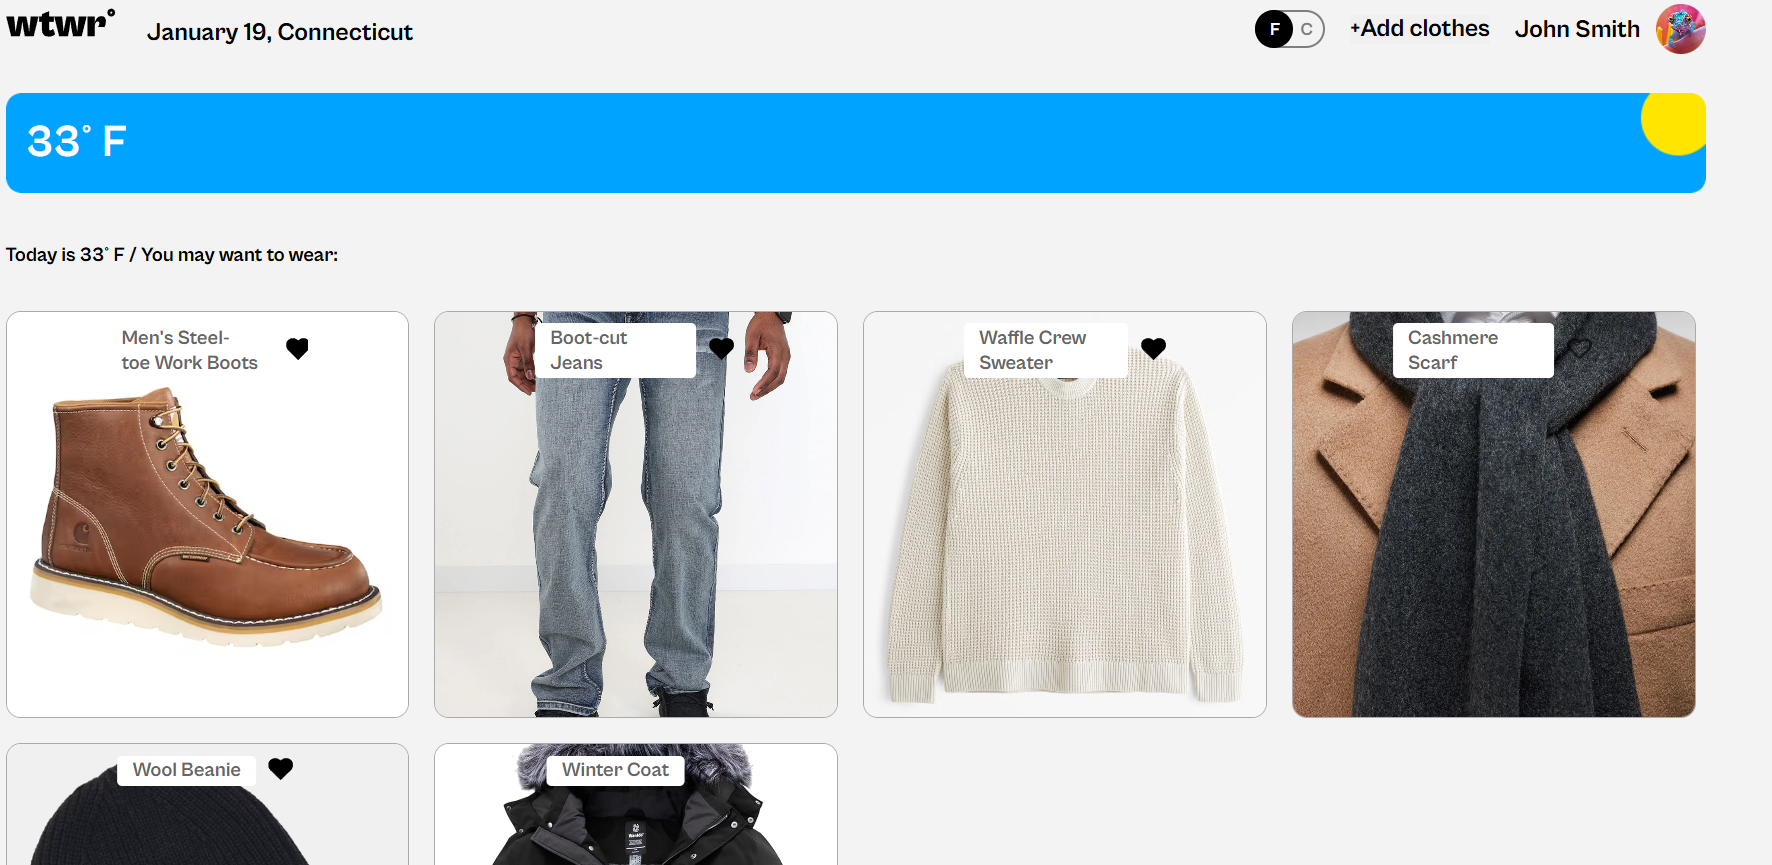 wtwr°
January 19, Connecticut
F C
+Add clothes
John Smith
33° F
Today is 33° F / You may want to wear:
Men's Steel-
toe Work Boots
Boot-cut
Jeans
Waffle Crew
Sweater
Cashmere
Scarf
Wool Beanie
Winter Coat